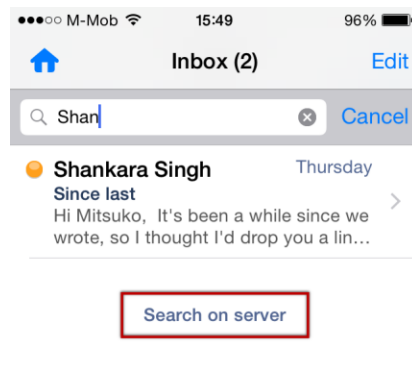 M-Mob 15:49 96%
Inbox (2) Edit
Shan Cancel
Shankara Singh Thursday
Since last
Hi Mitsuko, It's been a while since we
wrote, so I thought I'd drop you a lin...
Search on server